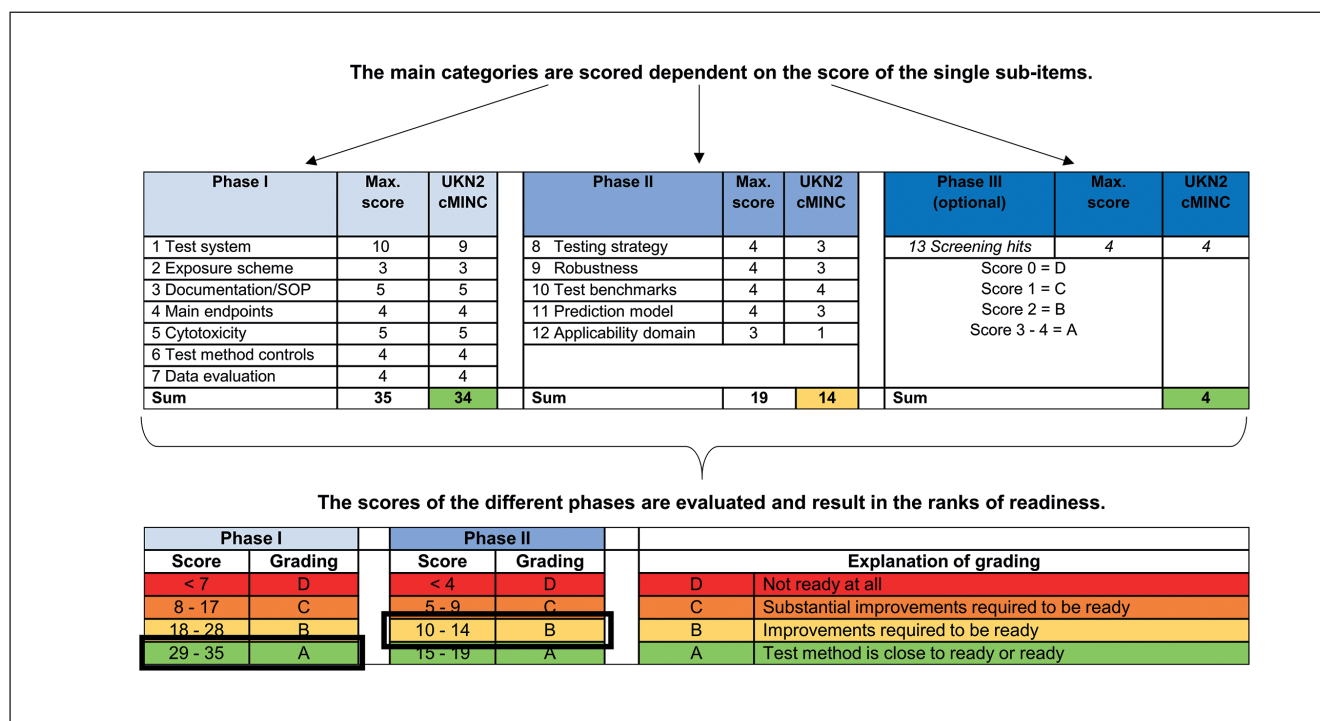 The main categories are scored dependent on the score of the single sub-items.
Phase I Max. score UKN2 cMINC
1 Test system 10 9
2 Exposure scheme 3 3
3 Documentation/SOP 5 5
4 Main endpoints 4 4
5 Cytotoxicity 5 5
6 Test method controls 4 4
7 Data evaluation 4 4
Sum 35 34
Phase II Max. score UKN2 cMINC
8 Testing strategy 4 3
9 Robustness 4 3
10 Test benchmarks 4 4
11 Prediction model 4 3
12 Applicability domain 3 1
Sum 19 14
Phase III (optional) Max. score UKN2 cMINC
13 Screening hits 4 4
Score 0 = D
Score 1 = C
Score 2 = B
Score 3 - 4 = A
Sum 4
The scores of the different phases are evaluated and result in the ranks of readiness.
Phase I
Score Grading
< 7 D
8 - 17 C
18 - 28 B
29 - 35 A
Phase II
Score Grading
< 4 D
5 - 9 C
10 - 14 B
15 - 19 A
Explanation of grading
D Not ready at all
C Substantial improvements required to be ready
B Improvements required to be ready
A Test method is close to ready or ready